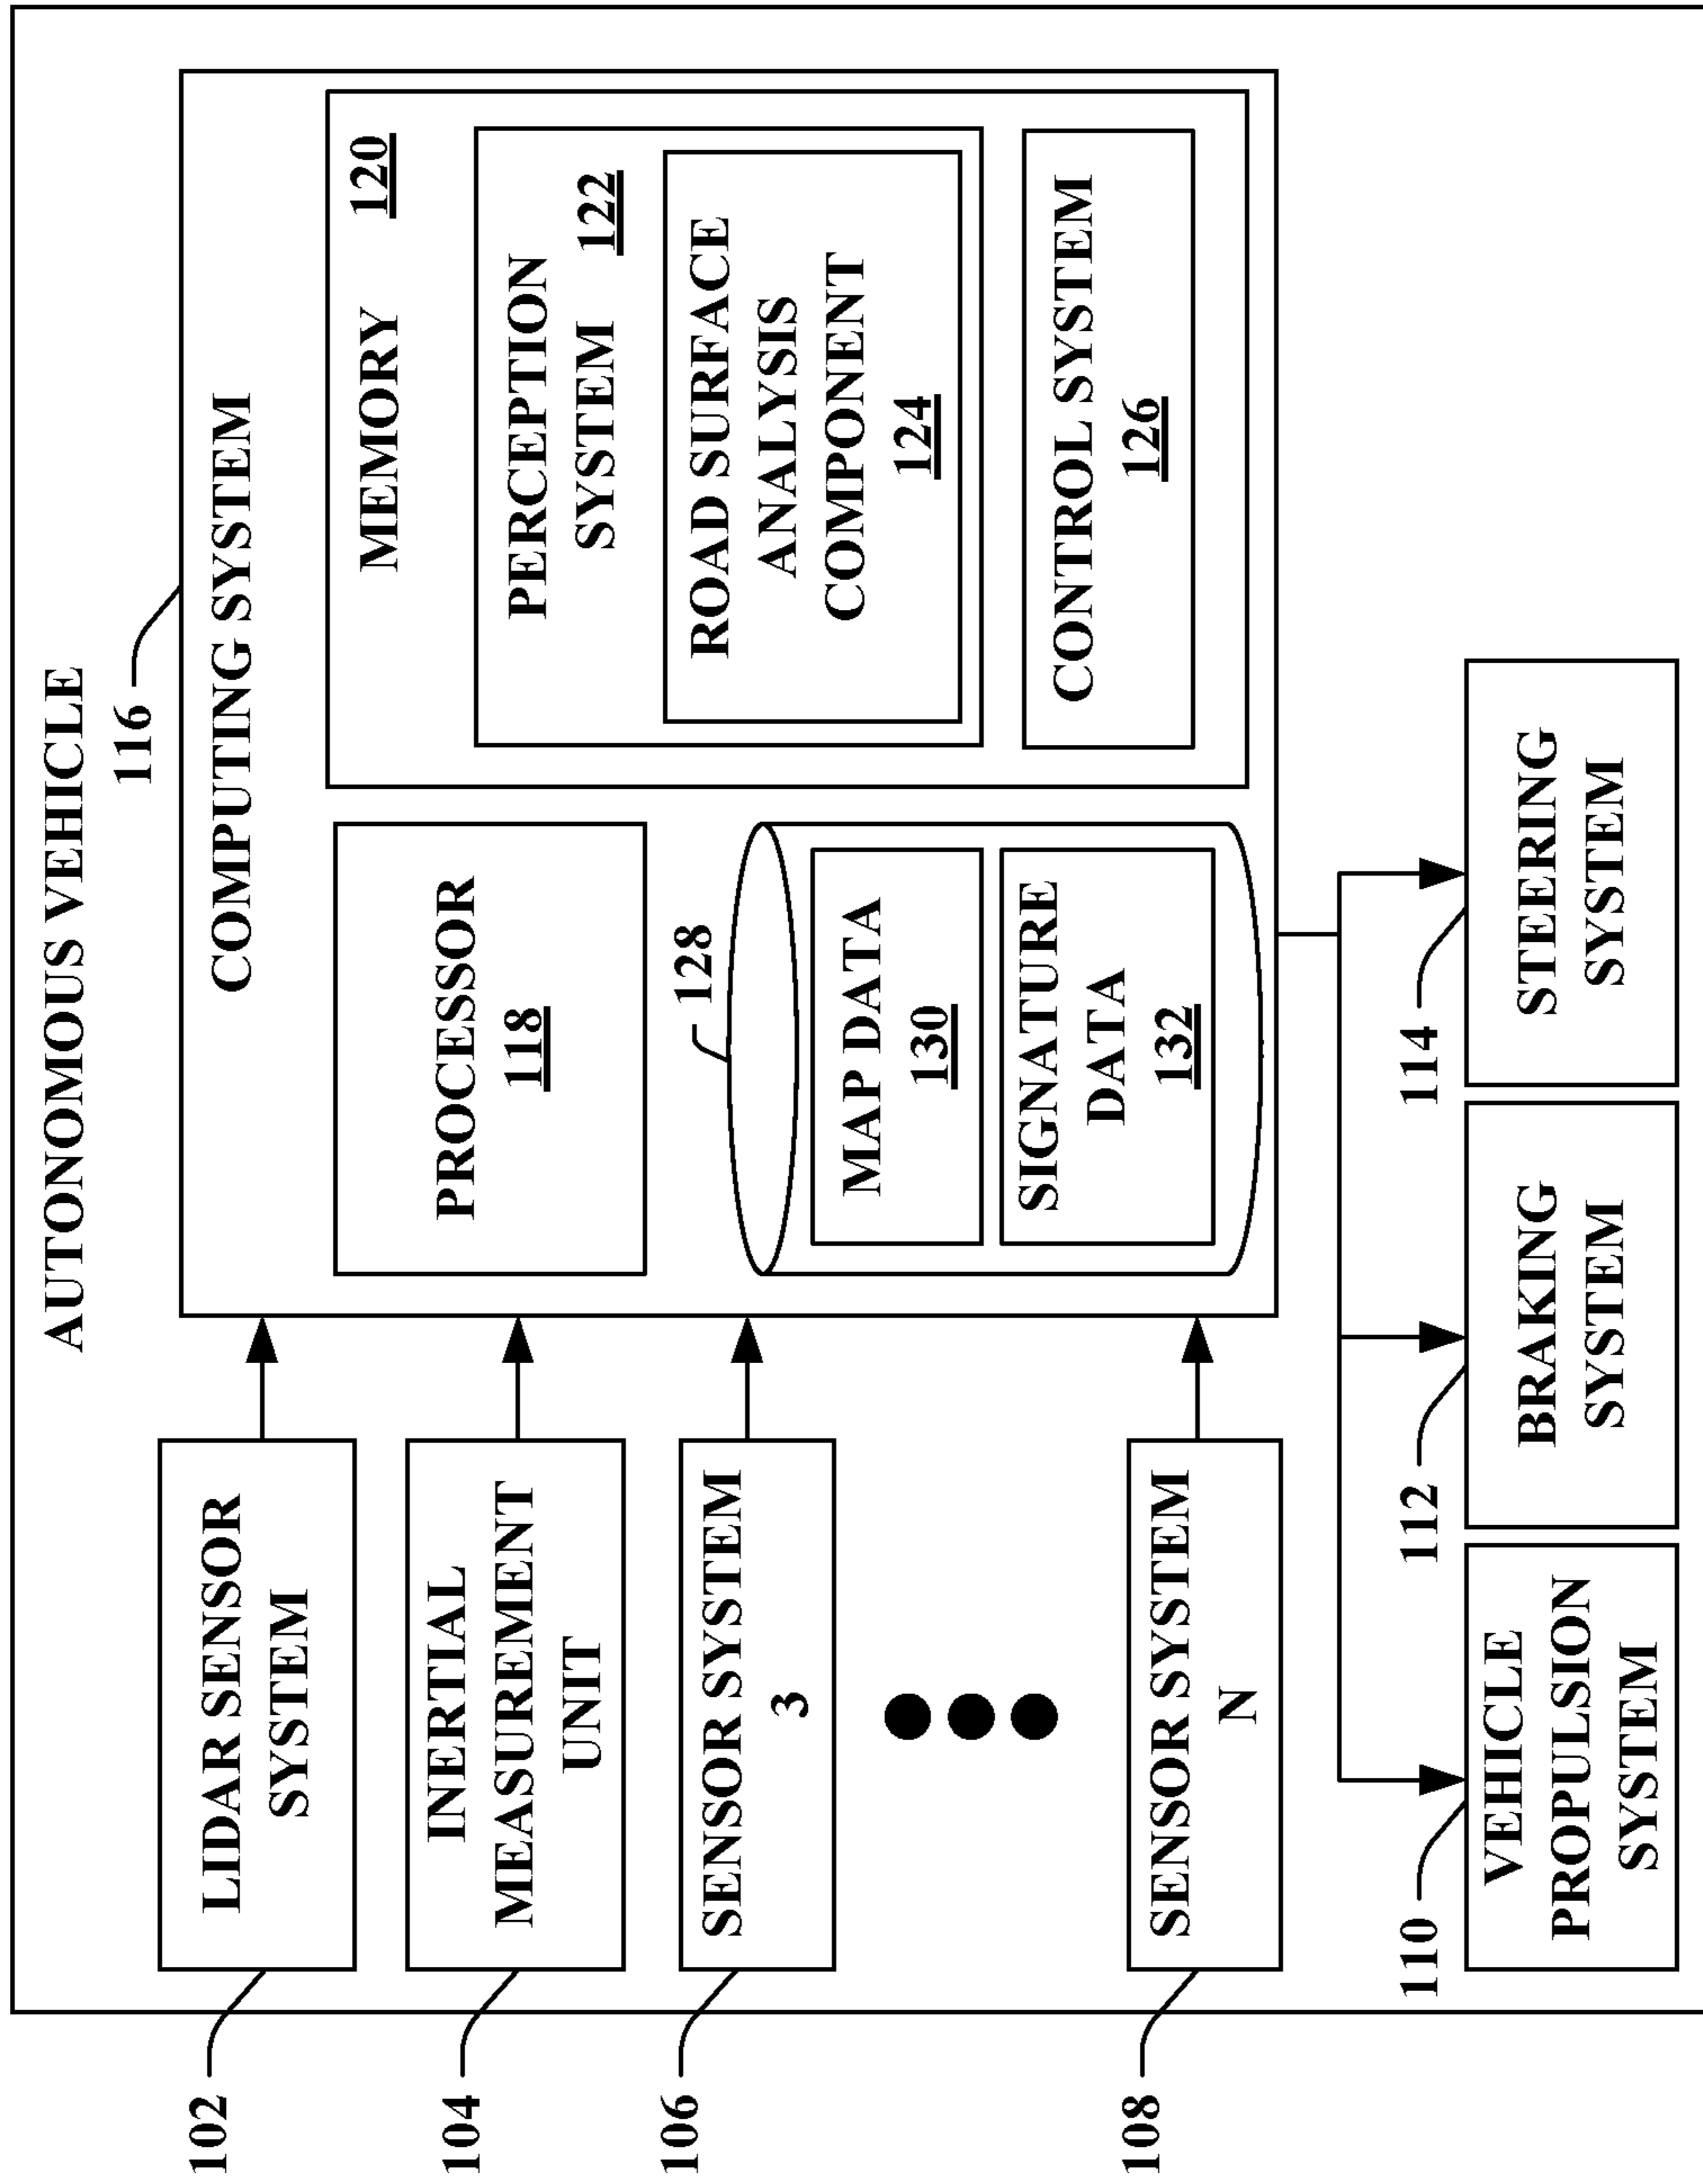 AUTONOMOUS VEHICLE
116
COMPUTING SYSTEM
102
LIDAR SENSOR
SYSTEM
104
INERTIAL
MEASUREMENT
UNIT
106
SENSOR SYSTEM
3
108
SENSOR SYSTEM
N
PROCESSOR
118
128
MAP DATA
130
SIGNATURE
DATA
132
MEMORY 120
PERCEPTION
SYSTEM 122
ROAD SURFACE
ANALYSIS
COMPONENT
124
CONTROL SYSTEM
126
110
VEHICLE
PROPULSION
SYSTEM
112
BRAKING
SYSTEM
114
STEERING
SYSTEM